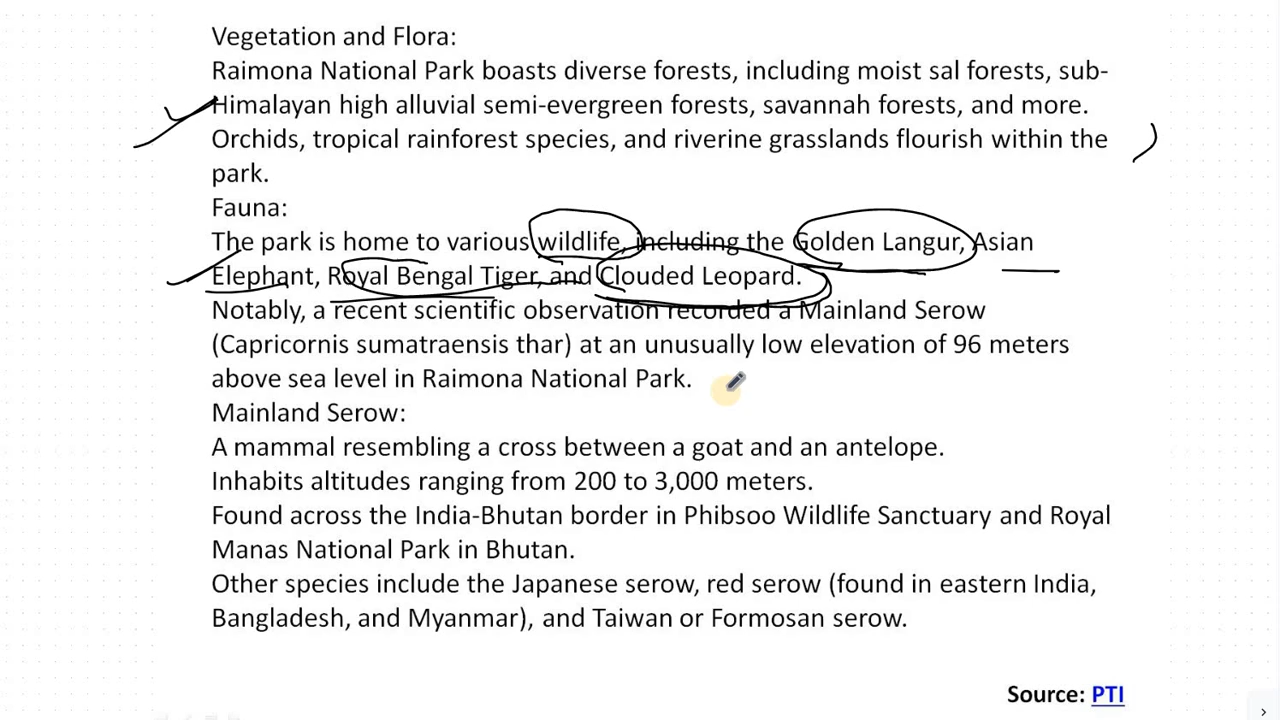 Vegetation and Flora:
Raimona National Park boasts diverse forests, including moist sal forests, sub-
Himalayan high alluvial semi-evergreen forests, savannah forests, and more.
Orchids, tropical rainforest species, and riverine grasslands flourish within the
park.
Fauna:
The park is home to various wildlife, including the Golden Langur, Asian
Elephant, Royal Bengal Tiger, and Clouded Leopard.
Notably, a recent scientific observation recorded a Mainland Serow
(Capricornis sumatraensis thar) at an unusually low elevation of 96 meters
above sea level in Raimona National Park.
Mainland Serow:
A mammal resembling a cross between a goat and an antelope.
Inhabits altitudes ranging from 200 to 3,000 meters.
Found across the India-Bhutan border in Phibsoo Wildlife Sanctuary and Royal
Manas National Park in Bhutan.
Other species include the Japanese serow, red serow (found in eastern India,
Bangladesh, and Myanmar), and Taiwan or Formosan serow.
Source: PTI